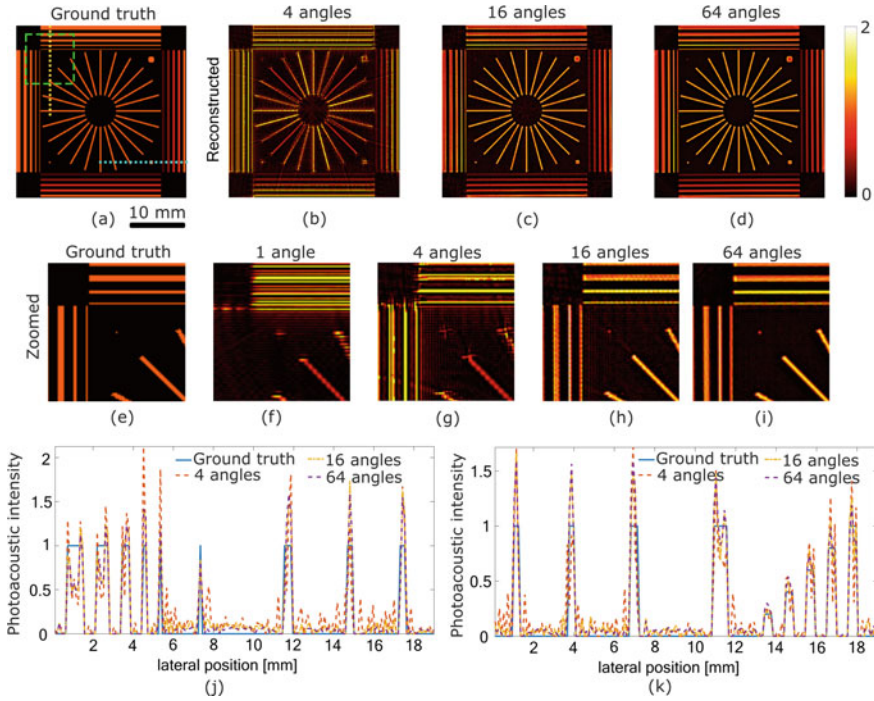 Ground truth 4 angles 16 angles 64 angles
Reconstructed
2
0
(a) (b) (c) (d)
10 mm
Ground truth 1 angle 4 angles 16 angles 64 angles
Zoomed
(e) (f) (g) (h) (i)
Photoacoustic intensity
2
1.5
1
0.5
0
Ground truth 16 angles
4 angles 64 angles
2 4 6 8 10 12 14 16 18
lateral position [mm]
(j)
Photoacoustic intensity
1.5
1
0.5
0
Ground truth 16 angles
4 angles 64 angles
2 4 6 8 10 12 14 16 18
lateral position [mm]
(k)